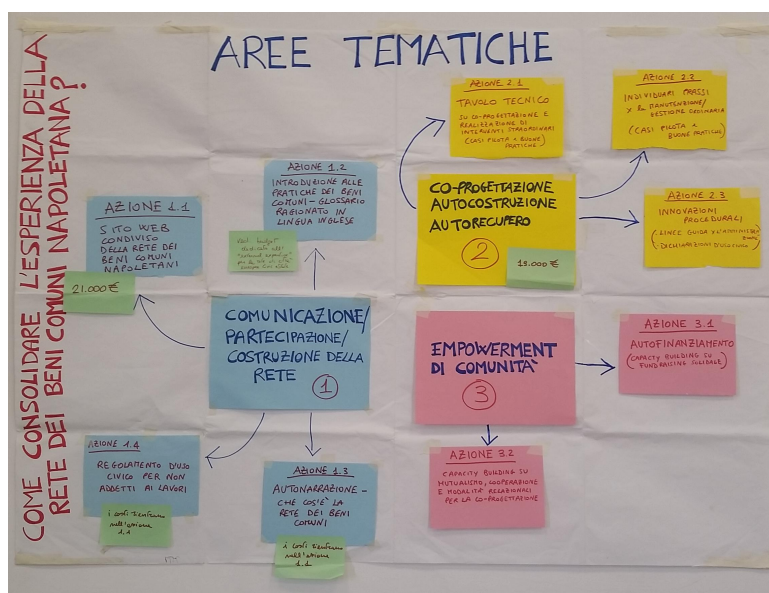 COME CONSOLIDARE L'ESPERIENZA DELLA
RETE DEI BENI COMUNI NAPOLETANA?
AREE TEMATICHE
AZIONE 1.1
SITO WEB
CONDIVISO
DELLA RETE DEI
BENI COMUNI
NAPOLETANI
21.000€
AZIONE 1.2
INTRODUZIONE ALLE
PRATICHE DEI BENI
COMUNI - GLOSSARIO
RAGIONATO IN
LINGUA INGLESE
COMUNICAZIONE/
PARTECIPAZIONE/
COSTRUZIONE DELLA
RETE
1
AZIONE 1.4
REGOLAMENTO D'USO
CIVICO PER NON
ADDETTI AI LAVORI
i costi rientrano
nell'azione
1.1
AZIONE 1.3
AUTONARRAZIONE -
CHE COS'È LA
RETE DEI BENI
COMUNI
i costi rientrano
nell'azione
1.1
AZIONE 2.1
TAVOLO TECNICO
SU CO-PROGETTAZIONE E
REALIZZAZIONE DI
INTERVENTI STRAORDINARI
(CASI PILOTA E BUONE
PRATICHE)
AZIONE 2.2
INDIVIDUARE PRASSI
X la MANUTENZIONE/
GESTIONE ORDINARIA
(CASI PILOTA E
BUONE PRATICHE)
CO-PROGETTAZIONE
AUTOCOSTRUZIONE
AUTORECUPERO
2
AZIONE 2.3
INNOVAZIONI
PROCEDURALI
(-LINEE GUIDA
EMPOWERMENT
DI COMUNITÀ
3
AZIONE 3.1
AUTOFINANZIAMENTO
(CAPACITY BUILDING SU
FUNDRAISING SOLIDALE)
AZIONE 3.2
CAPACITY BUILDING SU
MUTUALISMO, COOPERAZIONE
E MODALITÀ RELAZIONALI
PER LA CO-PROGETTAZIONE